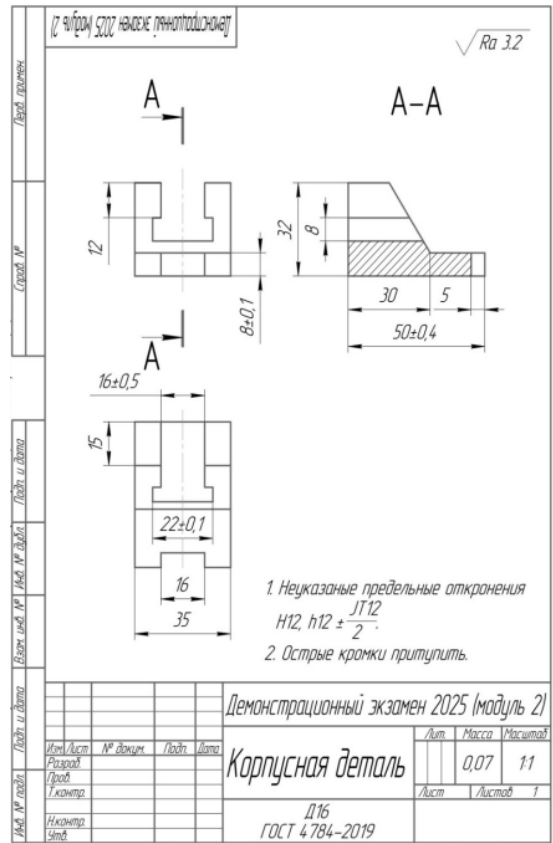 Демонстрационный экзамен 2025 (модуль 2)
Ra 3.2
Перв. примен.
Справ. №
Подп. и дата
Инв. № дубл.
Взам. инв. №
Подп. и дата
Инв. № подл.
А
А
А-А
12
8±0,1
32
8
30
5
50±0,4
16±0,5
15
22±0,1
16
35
1. Неуказаные предельные откронения
H12, h12 ± JT12/2.
2. Острые кромки притупить.
Демонстрационный экзамен 2025 (модуль 2)
Изм. Лист № докум. Подп. Дата
Разраб.
Пров.
Т.контр.
Н.контр.
Утв.
Корпусная деталь
Лит. Масса Масштаб
0,07 1:1
Лист Листов 1
Д16
ГОСТ 4784-2019